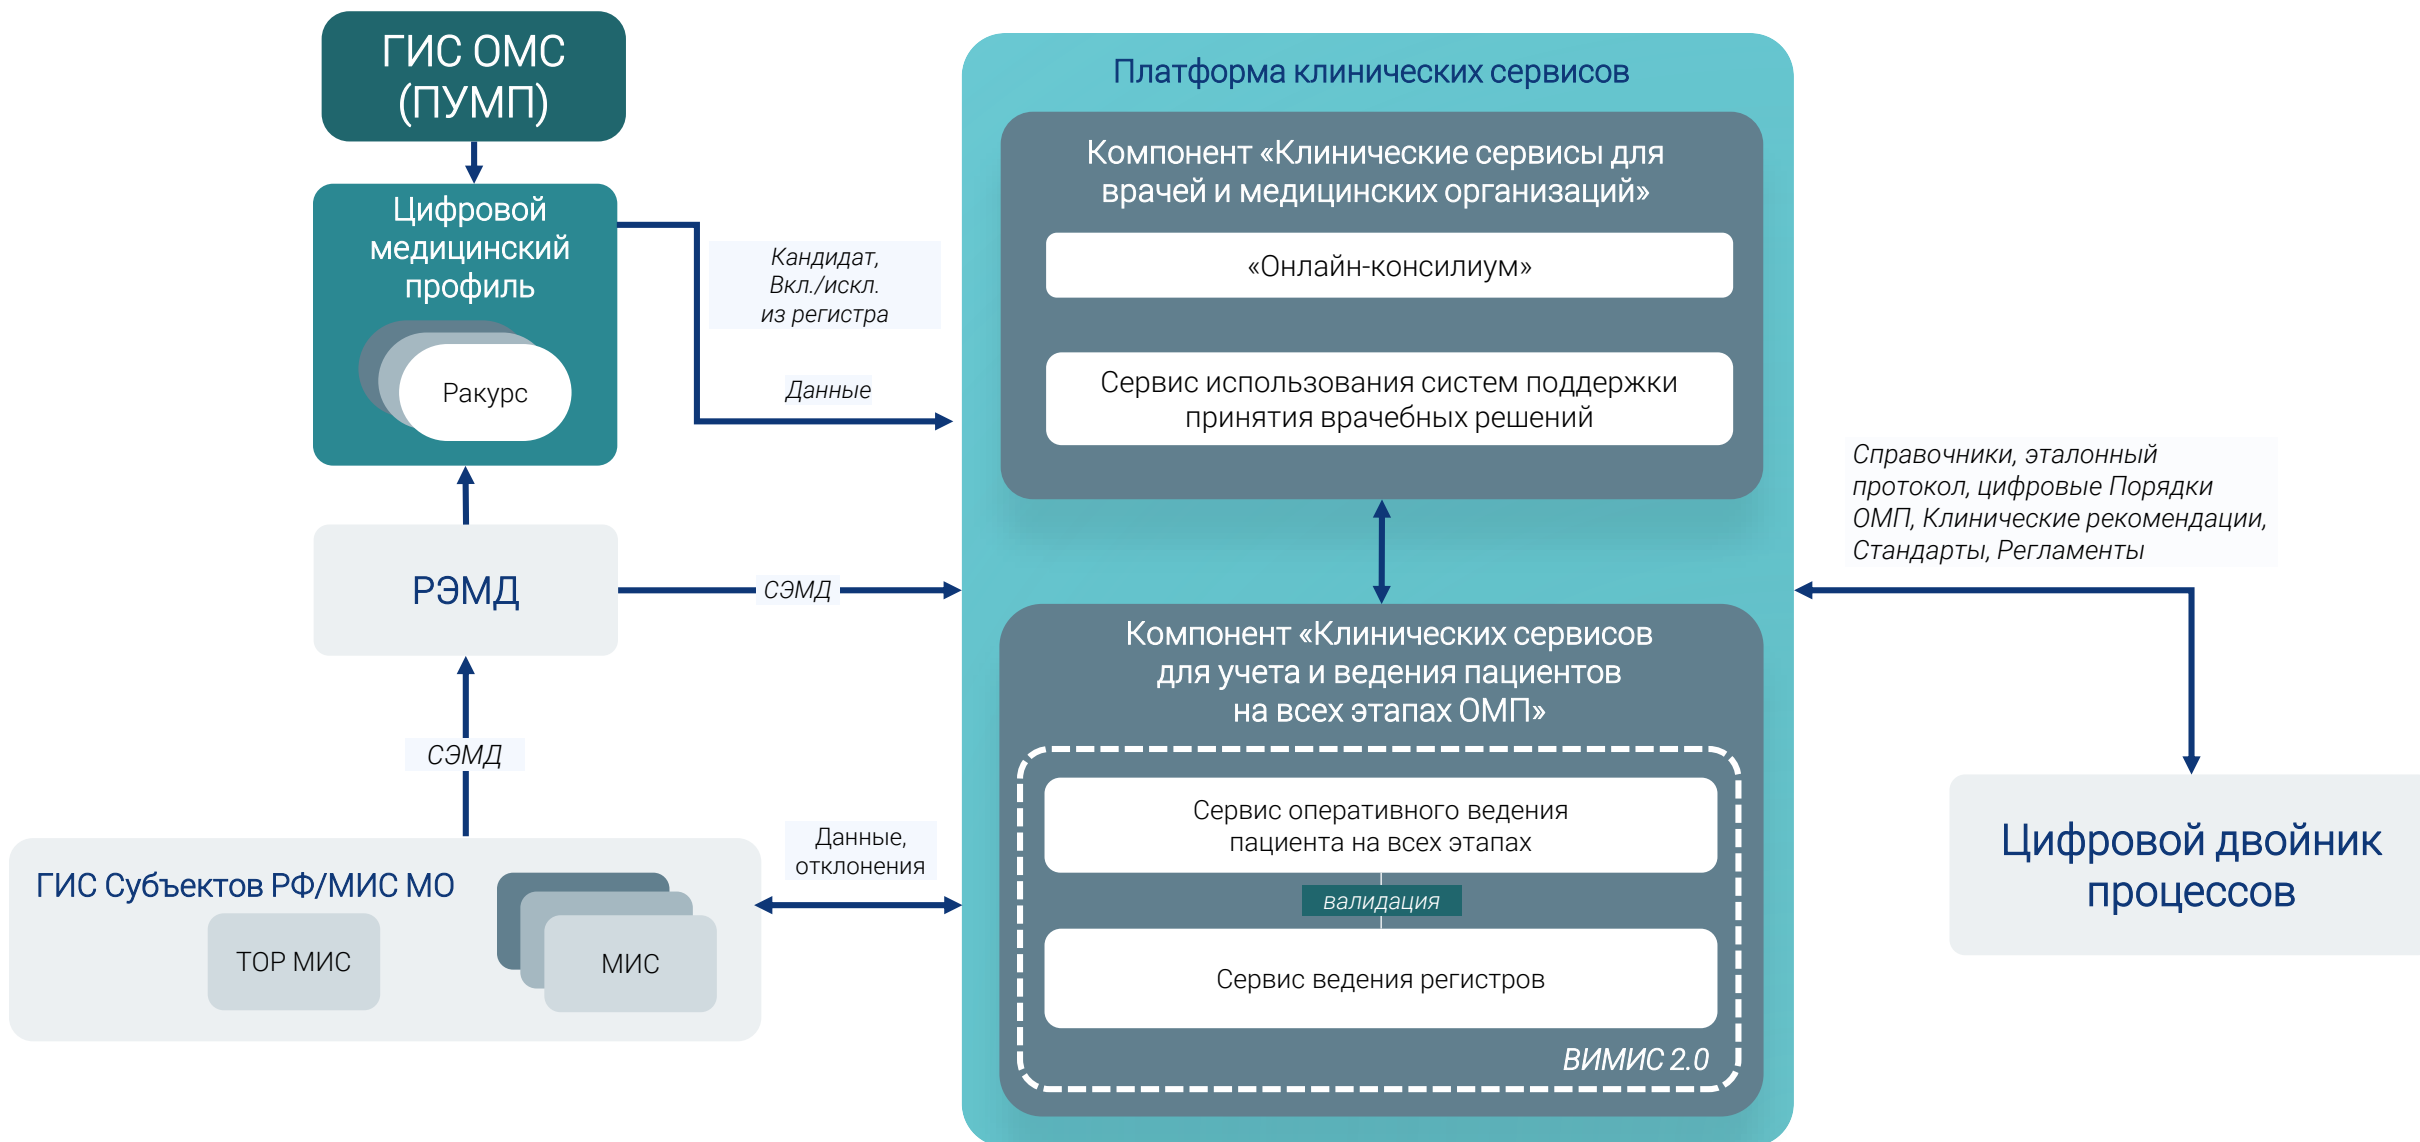 ГИС ОМС
(ПУМП)
Цифровой
медицинский
профиль
Ракурс
Кандидат,
Вкл./искл.
из регистра
Данные
РЭМД
СЭМД
СЭМД
ГИС Субъектов РФ/МИС МО
ТОР МИС
МИС
Данные,
отклонения
Платформа клинических сервисов
Компонент «Клинические сервисы для
врачей и медицинских организаций»
«Онлайн-консилиум»
Сервис использования систем поддержки
принятия врачебных решений
Компонент «Клинических сервисов
для учета и ведения пациентов
на всех этапах ОМП»
Сервис оперативного ведения
пациента на всех этапах
валидация
Сервис ведения регистров
ВИМИС 2.0
Справочники, эталонный
протокол, цифровые Порядки
ОМП, Клинические рекомендации,
Стандарты, Регламенты
Цифровой двойник
процессов